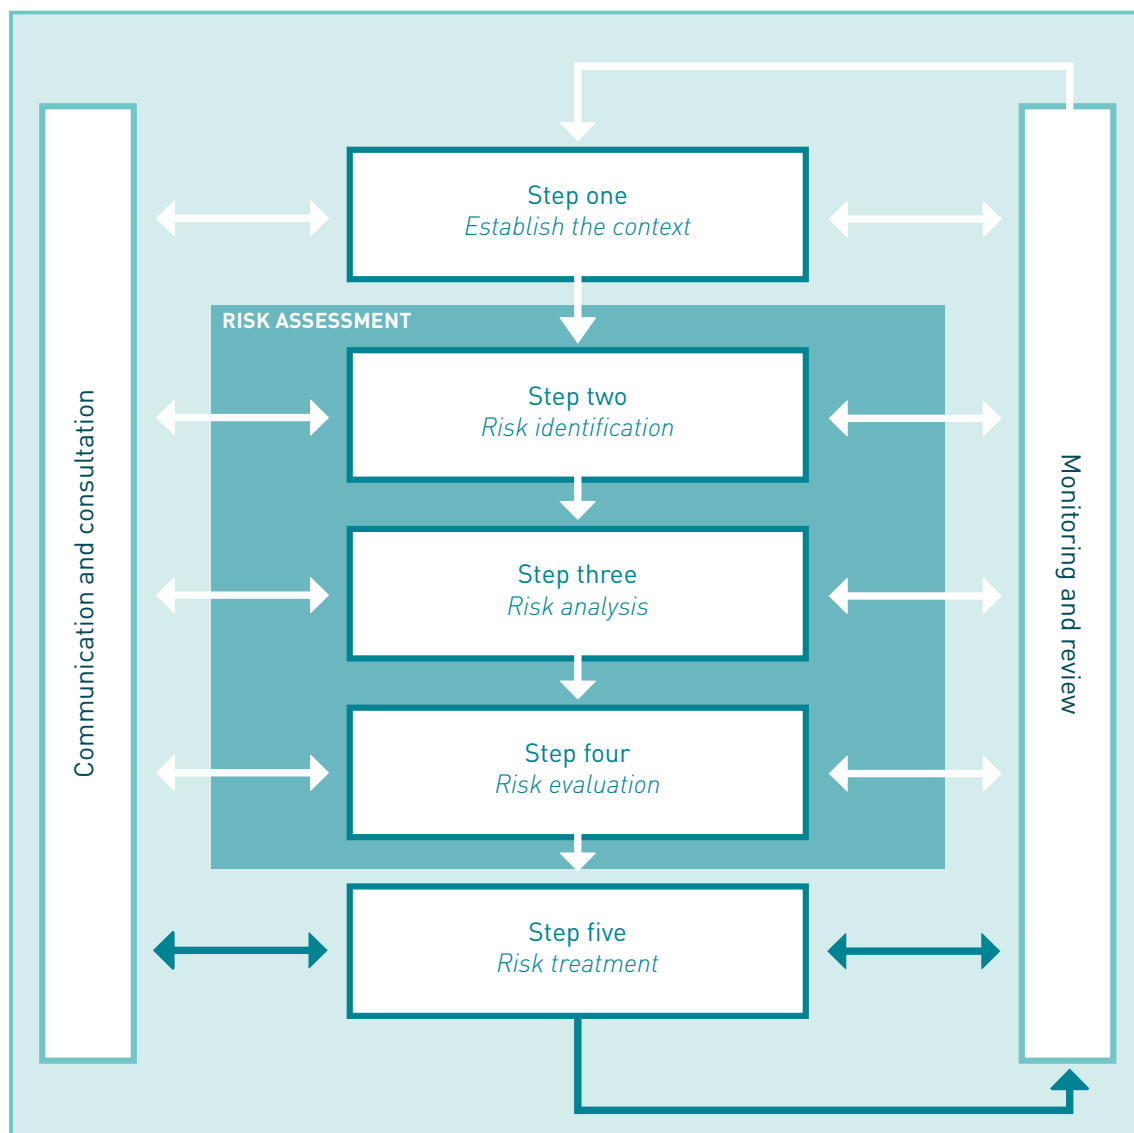 Step one
Establish the context
RISK ASSESSMENT
Step two
Risk identification
Step three
Risk analysis
Step four
Risk evaluation
Step five
Risk treatment
Communication and consultation
Monitoring and review